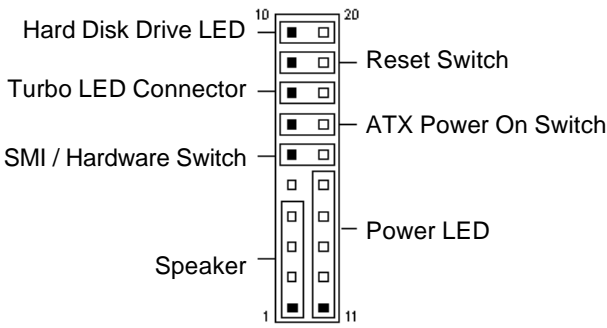 10 20
Hard Disk Drive LED
Reset Switch
Turbo LED Connector
ATX Power On Switch
SMI / Hardware Switch
Power LED
Speaker
1 11